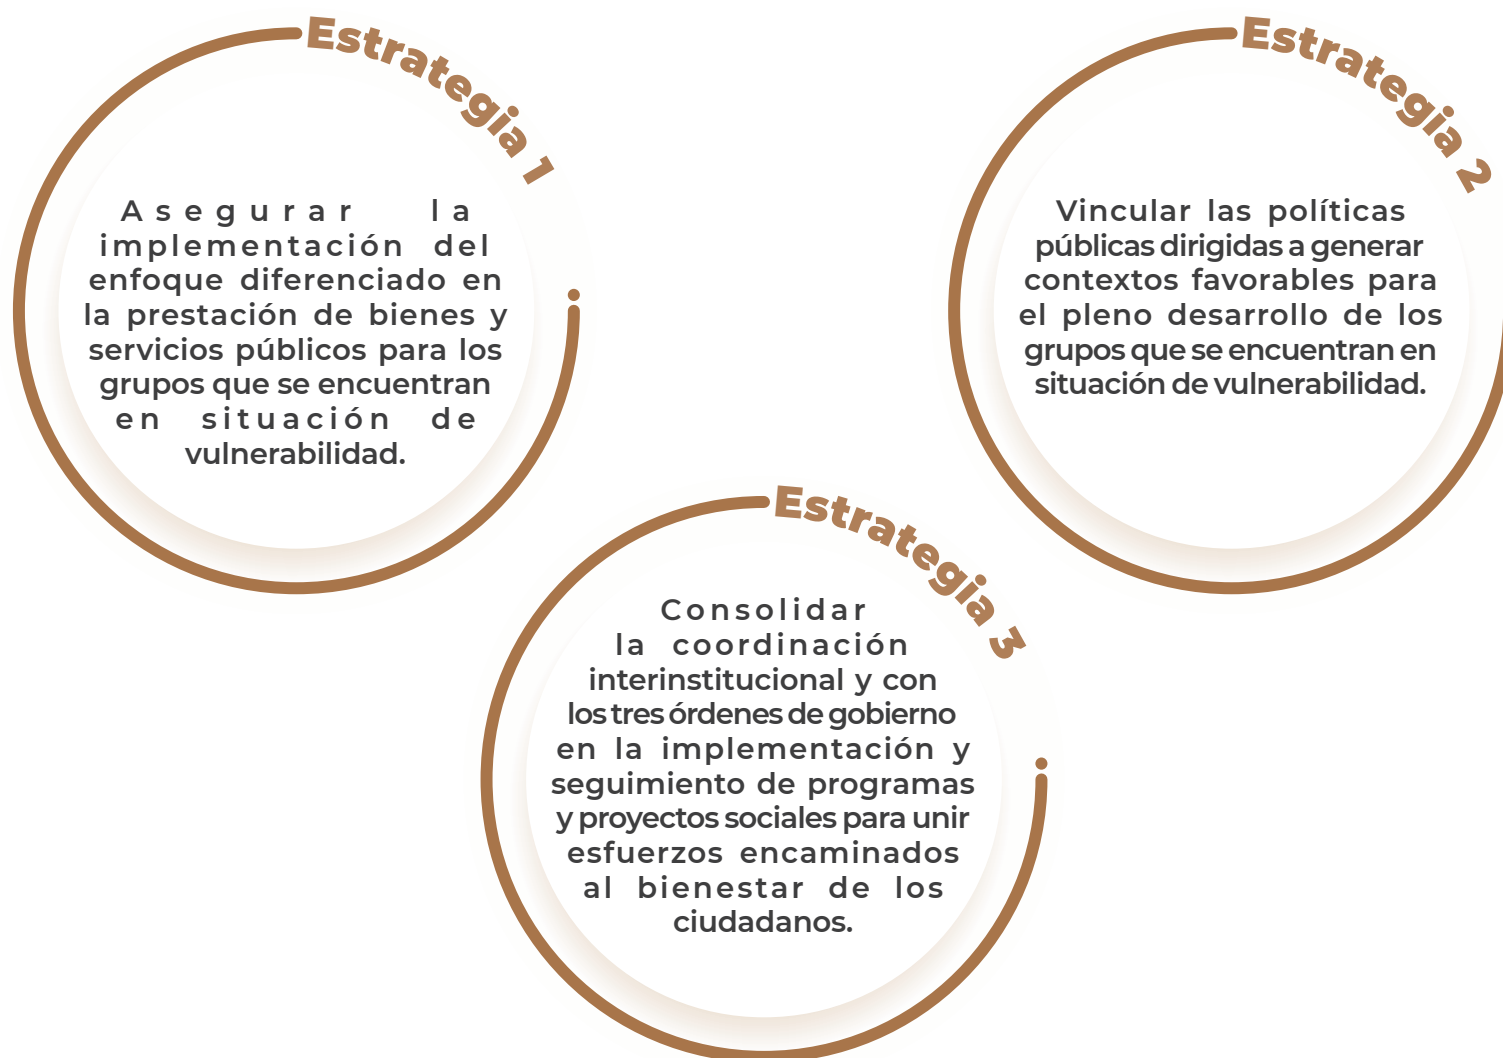 Estrategia 1
Asegurar la
implementación del
enfoque diferenciado en
la prestación de bienes y
servicios públicos para los
grupos que se encuentran
en situación de
vulnerabilidad.
Estrategia 2
Vincular las políticas
públicas dirigidas a generar
contextos favorables para
el pleno desarrollo de los
grupos que se encuentran en
situación de vulnerabilidad.
Estrategia 3
Consolidar
la coordinación
interinstitucional y con
los tres órdenes de gobierno
en la implementación y
seguimiento de programas
y proyectos sociales para unir
esfuerzos encaminados
al bienestar de los
ciudadanos.